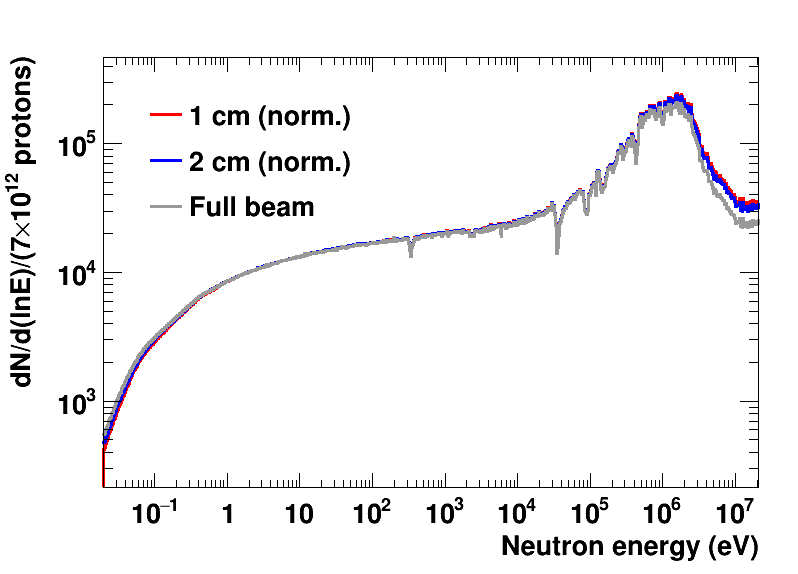 dN/d(lnE)/(7×10¹² protons)
10⁵
10⁴
10³
1 cm (norm.)
2 cm (norm.)
Full beam
10⁻¹ 1 10 10² 10³ 10⁴ 10⁵ 10⁶ 10⁷
Neutron energy (eV)